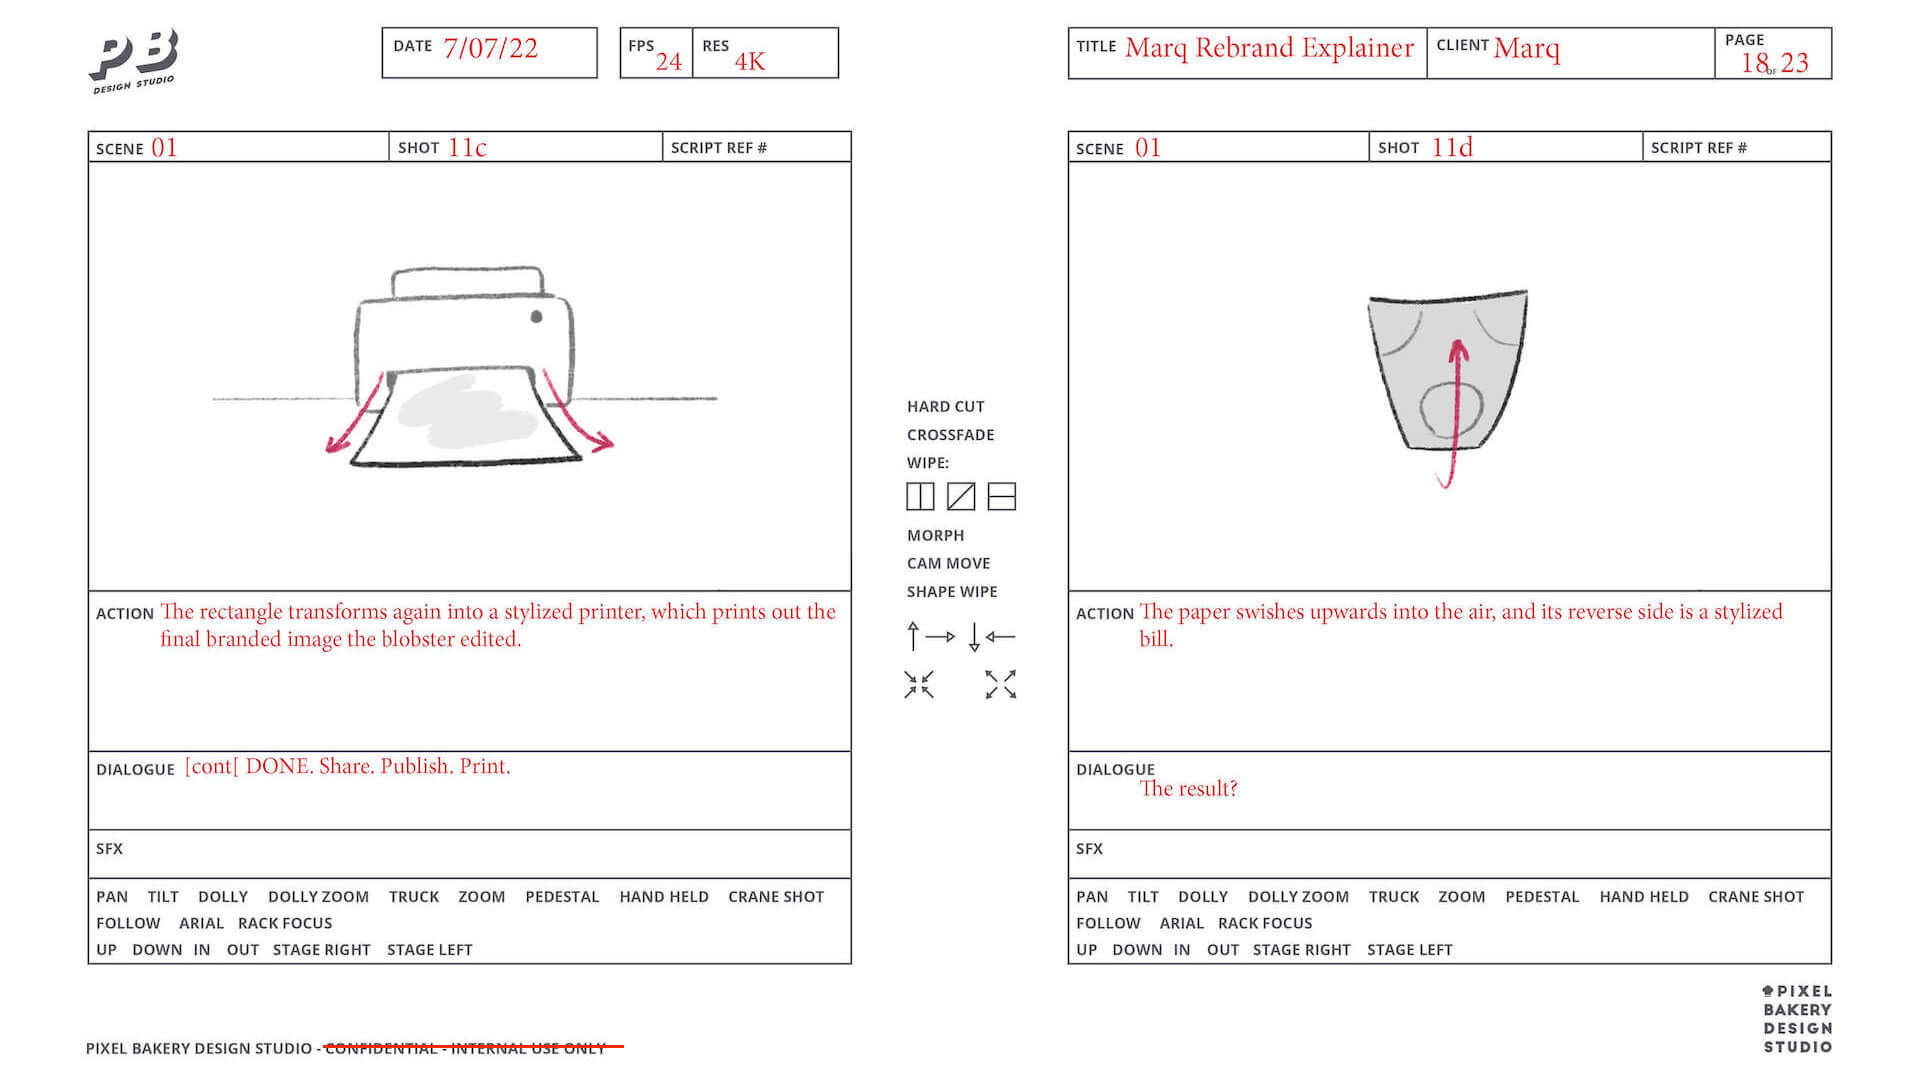 PB
DESIGN STUDIO
DATE 7/07/22
FPS 24
RES 4K
TITLE Marq Rebrand Explainer
CLIENT Marq
PAGE 18 OF 23
SCENE 01
SHOT 11c
SCRIPT REF #
ACTION The rectangle transforms again into a stylized printer, which prints out the
final branded image the blobster edited.
DIALOGUE [cont[ DONE. Share. Publish. Print.
SFX
PAN TILT DOLLY DOLLY ZOOM TRUCK ZOOM PEDESTAL HAND HELD CRANE SHOT
FOLLOW ARIAL RACK FOCUS
UP DOWN IN OUT STAGE RIGHT STAGE LEFT
HARD CUT
CROSSFADE
WIPE:
MORPH
CAM MOVE
SHAPE WIPE
SCENE 01
SHOT 11d
SCRIPT REF #
ACTION The paper swishes upwards into the air, and its reverse side is a stylized
bill.
DIALOGUE
The result?
SFX
PAN TILT DOLLY DOLLY ZOOM TRUCK ZOOM PEDESTAL HAND HELD CRANE SHOT
FOLLOW ARIAL RACK FOCUS
UP DOWN IN OUT STAGE RIGHT STAGE LEFT
PIXEL BAKERY DESIGN STUDIO - CONFIDENTIAL - INTERNAL USE ONLY
PIXEL
BAKERY
DESIGN
STUDIO